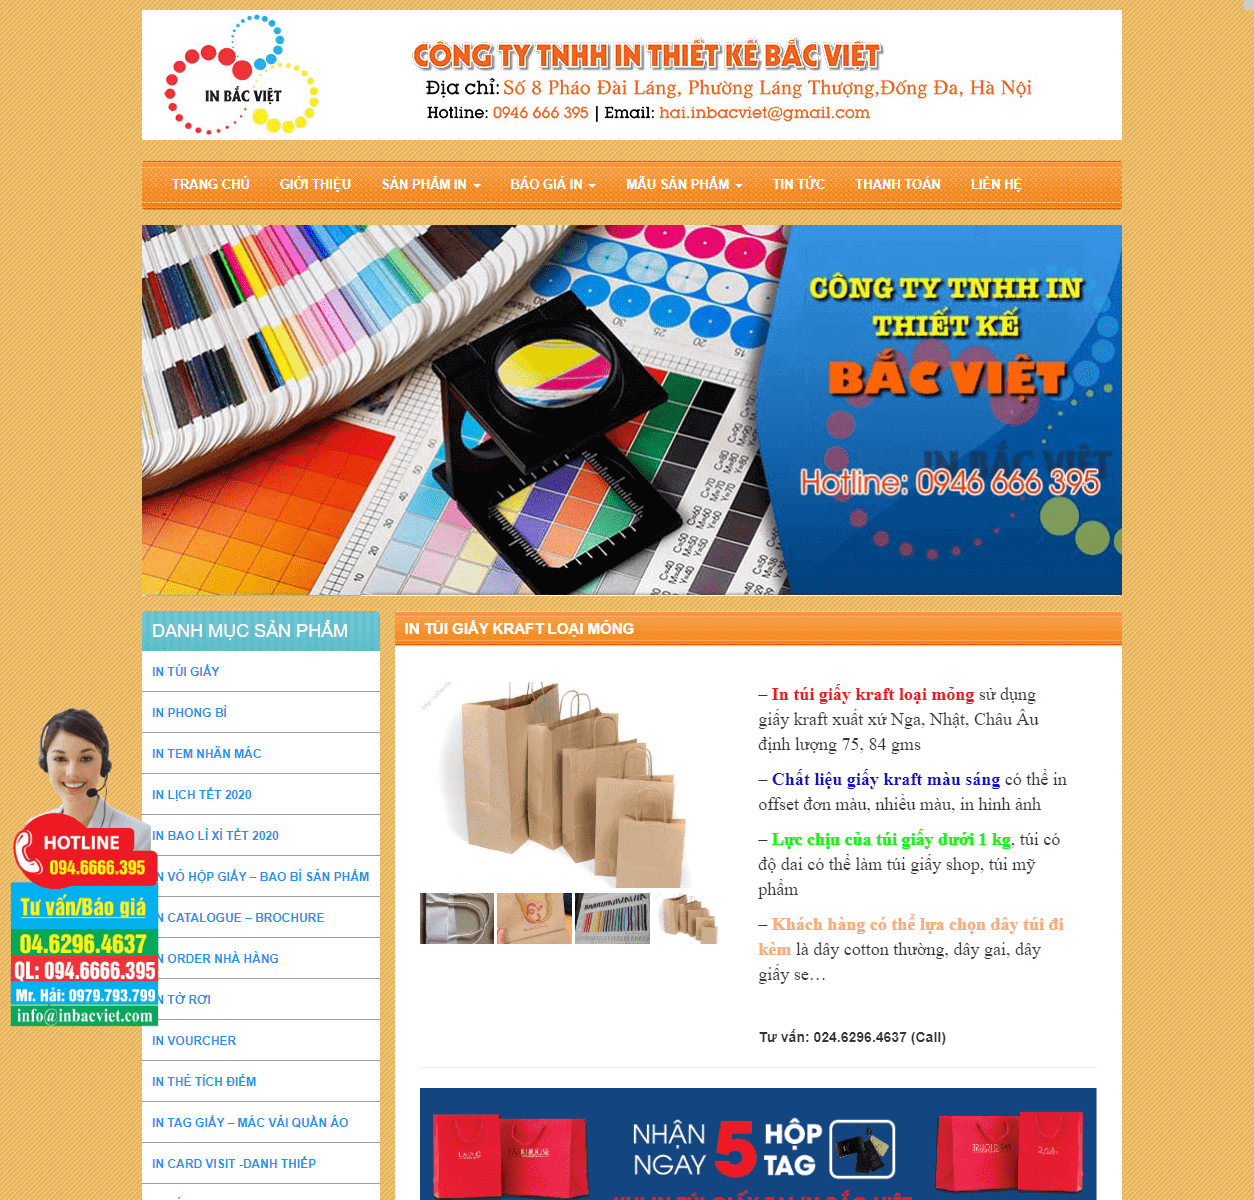 IN BẮC VIỆT
CÔNG TY TNHH IN THIẾT KẾ BẮC VIỆT
Địa chỉ: Số 8 Pháo Đài Láng, Phường Láng Thượng,Đống Đa, Hà Nội
Hotline: 0946 666 395 | Email: hai.inbacviet@gmail.com
TRANG CHỦ GIỚI THIỆU SẢN PHẨM IN BÁO GIÁ IN MẪU SẢN PHẨM TIN TỨC THANH TOÁN LIÊN HỆ
CÔNG TY TNHH IN
THIẾT KẾ
BẮC VIỆT
IN BẮC VIỆT
Hotline: 0946 666 395
DANH MỤC SẢN PHẨM
IN TÚI GIẤY
IN PHONG BÌ
IN TEM NHÃN MÁC
IN LỊCH TẾT 2020
IN BAO LÌ XÌ TẾT 2020
IN VỎ HỘP GIẤY – BAO BÌ SẢN PHẨM
IN CATALOGUE – BROCHURE
IN ORDER NHÀ HÀNG
IN TỜ RƠI
IN VOURCHER
IN THẺ TÍCH ĐIỂM
IN TAG GIẤY – MÁC VẢI QUẦN ÁO
IN CARD VISIT -DANH THIẾP
HOTLINE
094.6666.395
Tư vấn/Báo giá
04.6296.4637
QL: 094.6666.395
Mr. Hải: 0979.793.799
info@inbacviet.com
IN TÚI GIẤY KRAFT LOẠI MỎNG
– In túi giấy kraft loại mỏng sử dụng
giấy kraft xuất xứ Nga, Nhật, Châu Âu
định lượng 75, 84 gms
– Chất liệu giấy kraft màu sáng có thể in
offset đơn màu, nhiều màu, in hình ảnh
– Lực chịu của túi giấy dưới 1 kg, túi có
độ dai có thể làm túi giấy shop, túi mỹ
phẩm
– Khách hàng có thể lựa chọn dây túi đi
kèm là dây cotton thường, dây gai, dây
giấy se…
Tư vấn: 024.6296.4637 (Call)
NHẬN
NGAY 5 HỘP
TAG
KHI IN TÚI GIẤY TẠI IN BẮC VIỆT